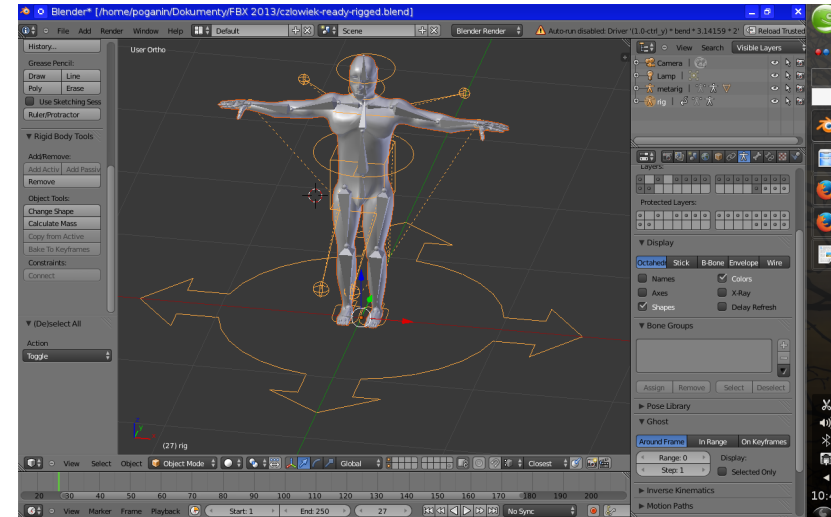 Blender* [/home/poganin/Dokumenty/FBX 2013/czlowiek-ready-rigged.blend]
File Add Render Window Help Default Scene Blender Render Auto-run disabled: Driver '(1.0-ctrl_y) * bend * 3.14159 * 2' Reload Trusted
History...
Grease Pencil:
Draw Line
Poly Erase
Use Sketching Sess
Ruler/Protractor
Rigid Body Tools
Add/Remove:
Add Activ Add Passiv
Remove
Object Tools:
Change Shape
Calculate Mass
Copy from Active
Bake To Keyframes
Constraints:
Connect
(De)select All
Action
Toggle
User Ortho
(27) rig
View Select Object Object Mode Global Closest
20 30 40 50 60 70 80 90 100 110 120 130 140 150 160 170 180 190 200
View Marker Frame Playback Start: 1 End: 250 27 No Sync
View Search Visible Layers
Camera
Lamp
metarig
rig
Layers:
Protected Layers:
Display
Octahedr Stick B-Bone Envelope Wire
Names Colors
Axes X-Ray
Shapes Delay Refresh
Bone Groups
Assign Remove Select Deselect
Pose Library
Ghost
Around Frame In Range On Keyframes
Range: 0 Display:
Step: 1 Selected Only
Inverse Kinematics
Motion Paths
10:4